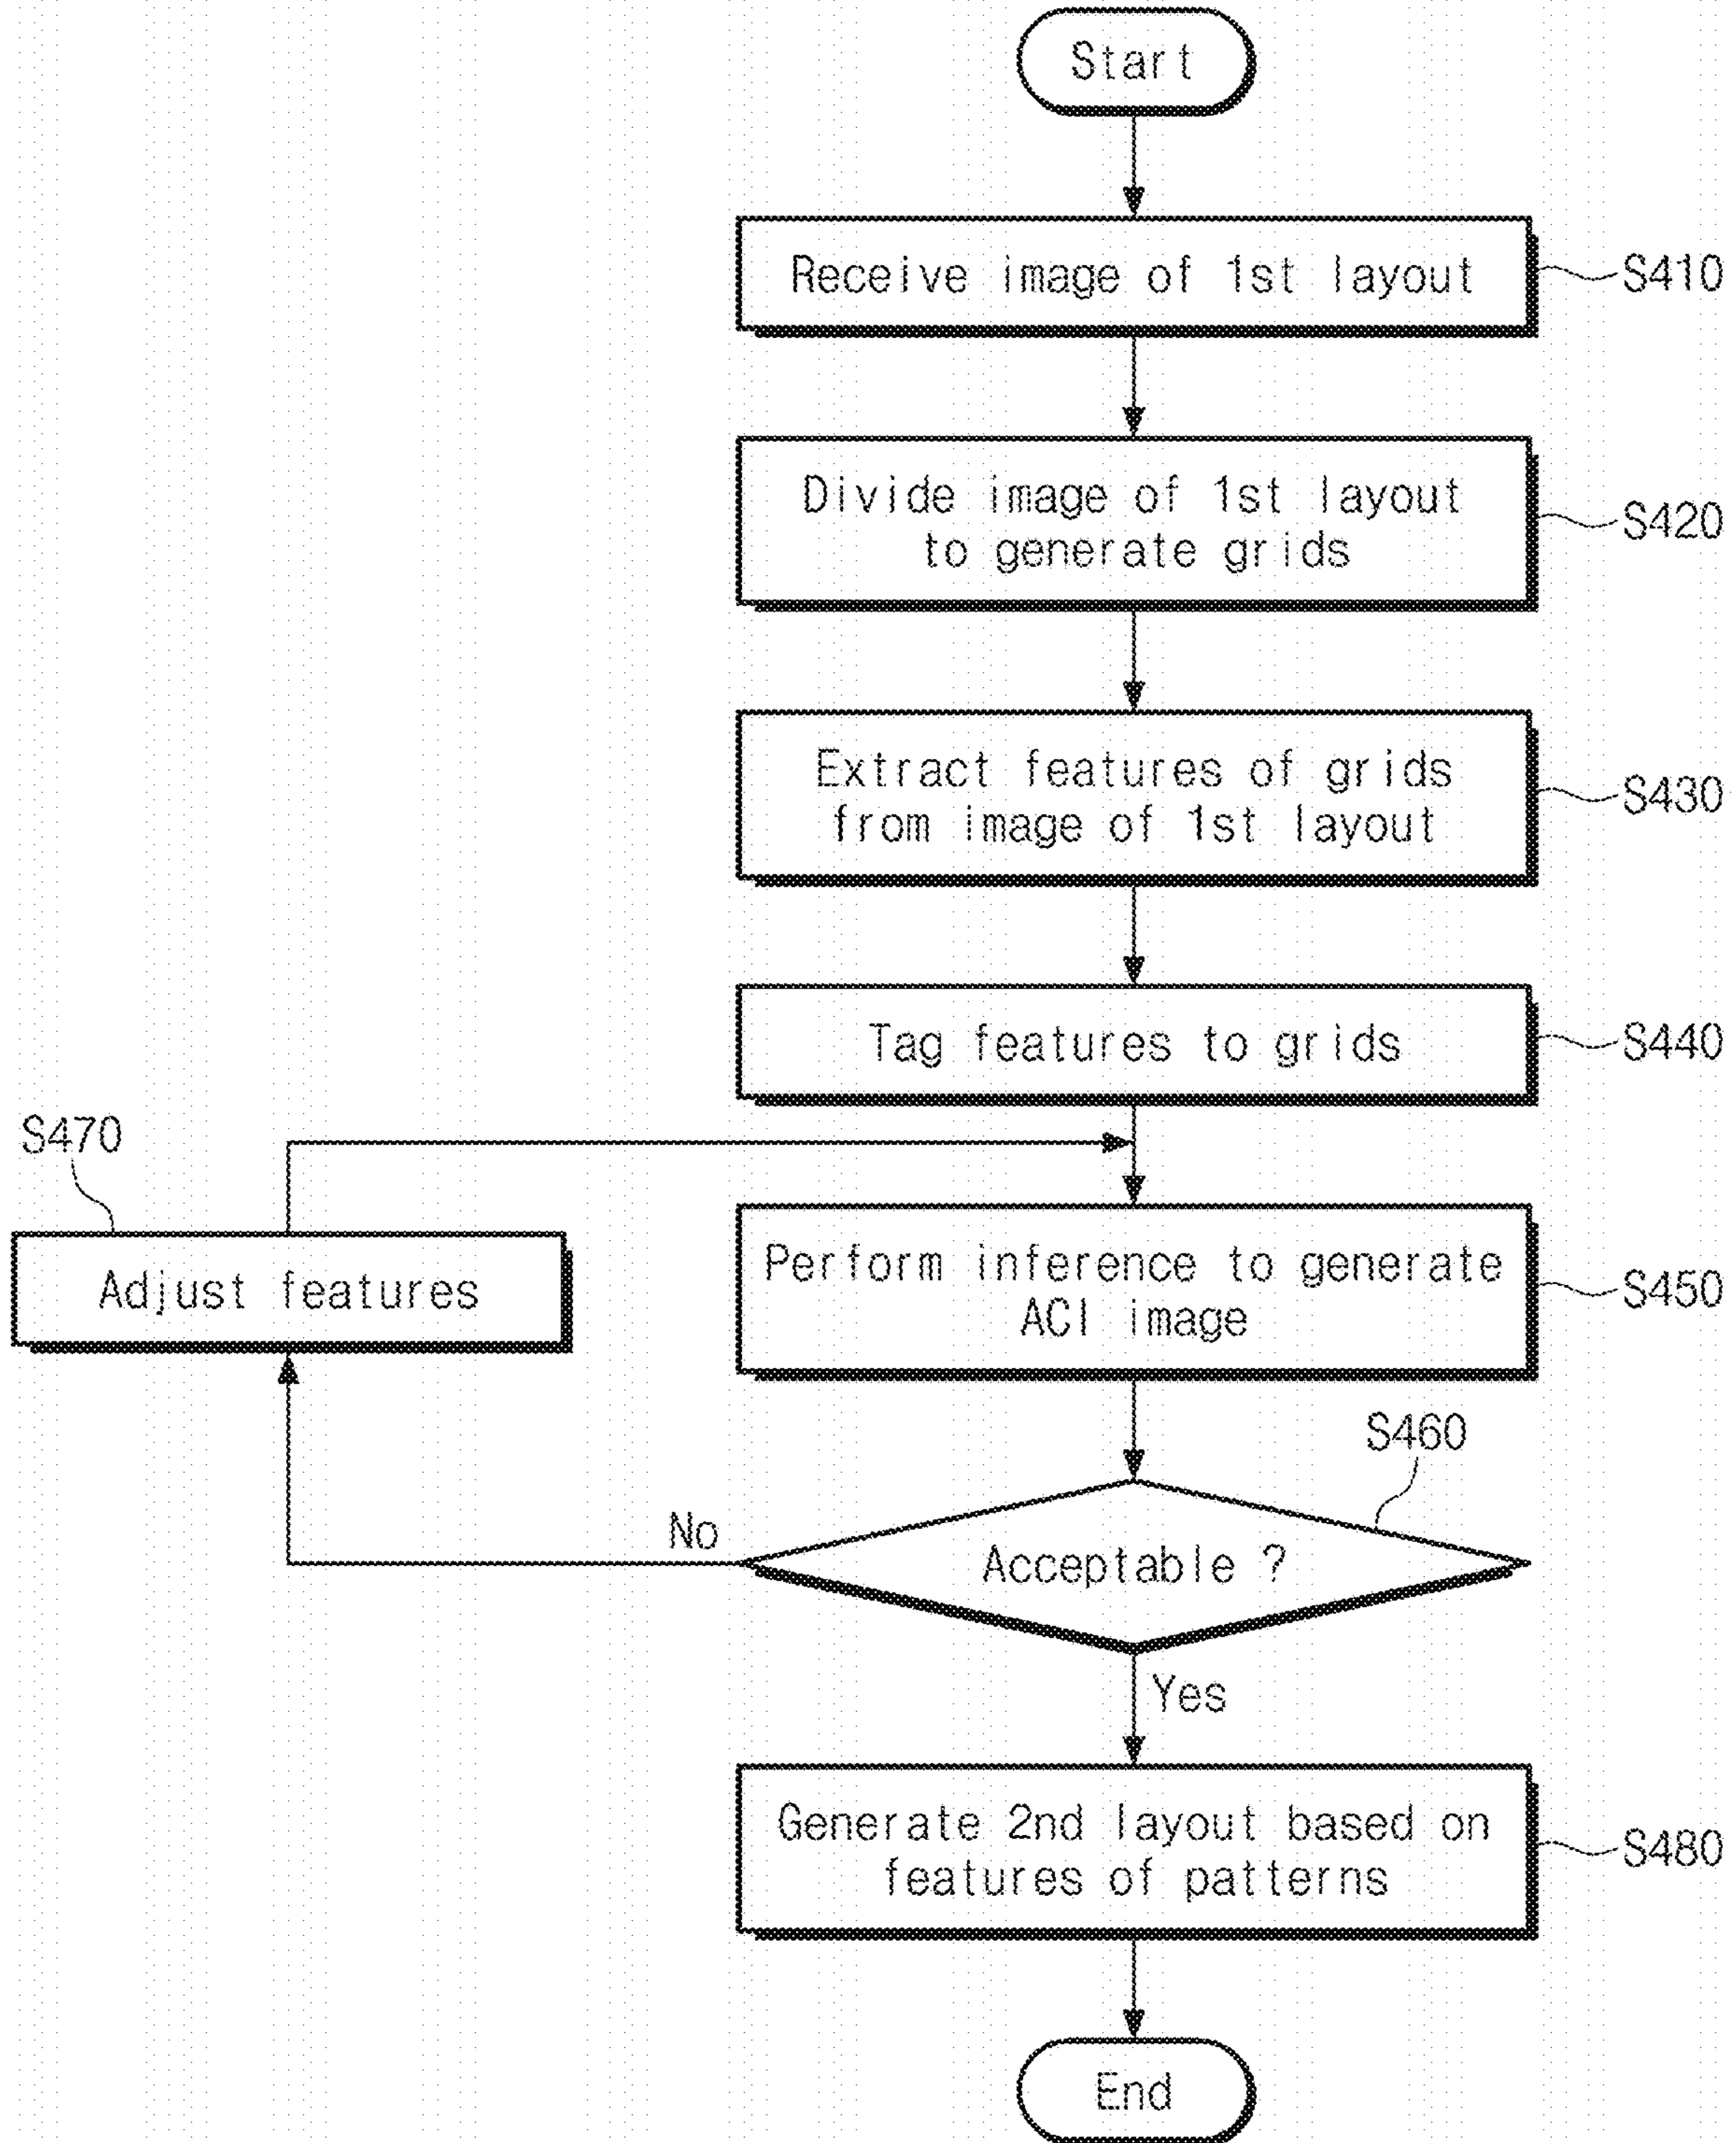 Start
Receive image of 1st layout
S410
Divide image of 1st layout
to generate grids
S420
Extract features of grids
from image of 1st layout
S430
Tag features to grids
S440
S470
Adjust features
Perform inference to generate
ACI image
S450
S460
No
Acceptable ?
Yes
Generate 2nd layout based on
features of patterns
S480
End